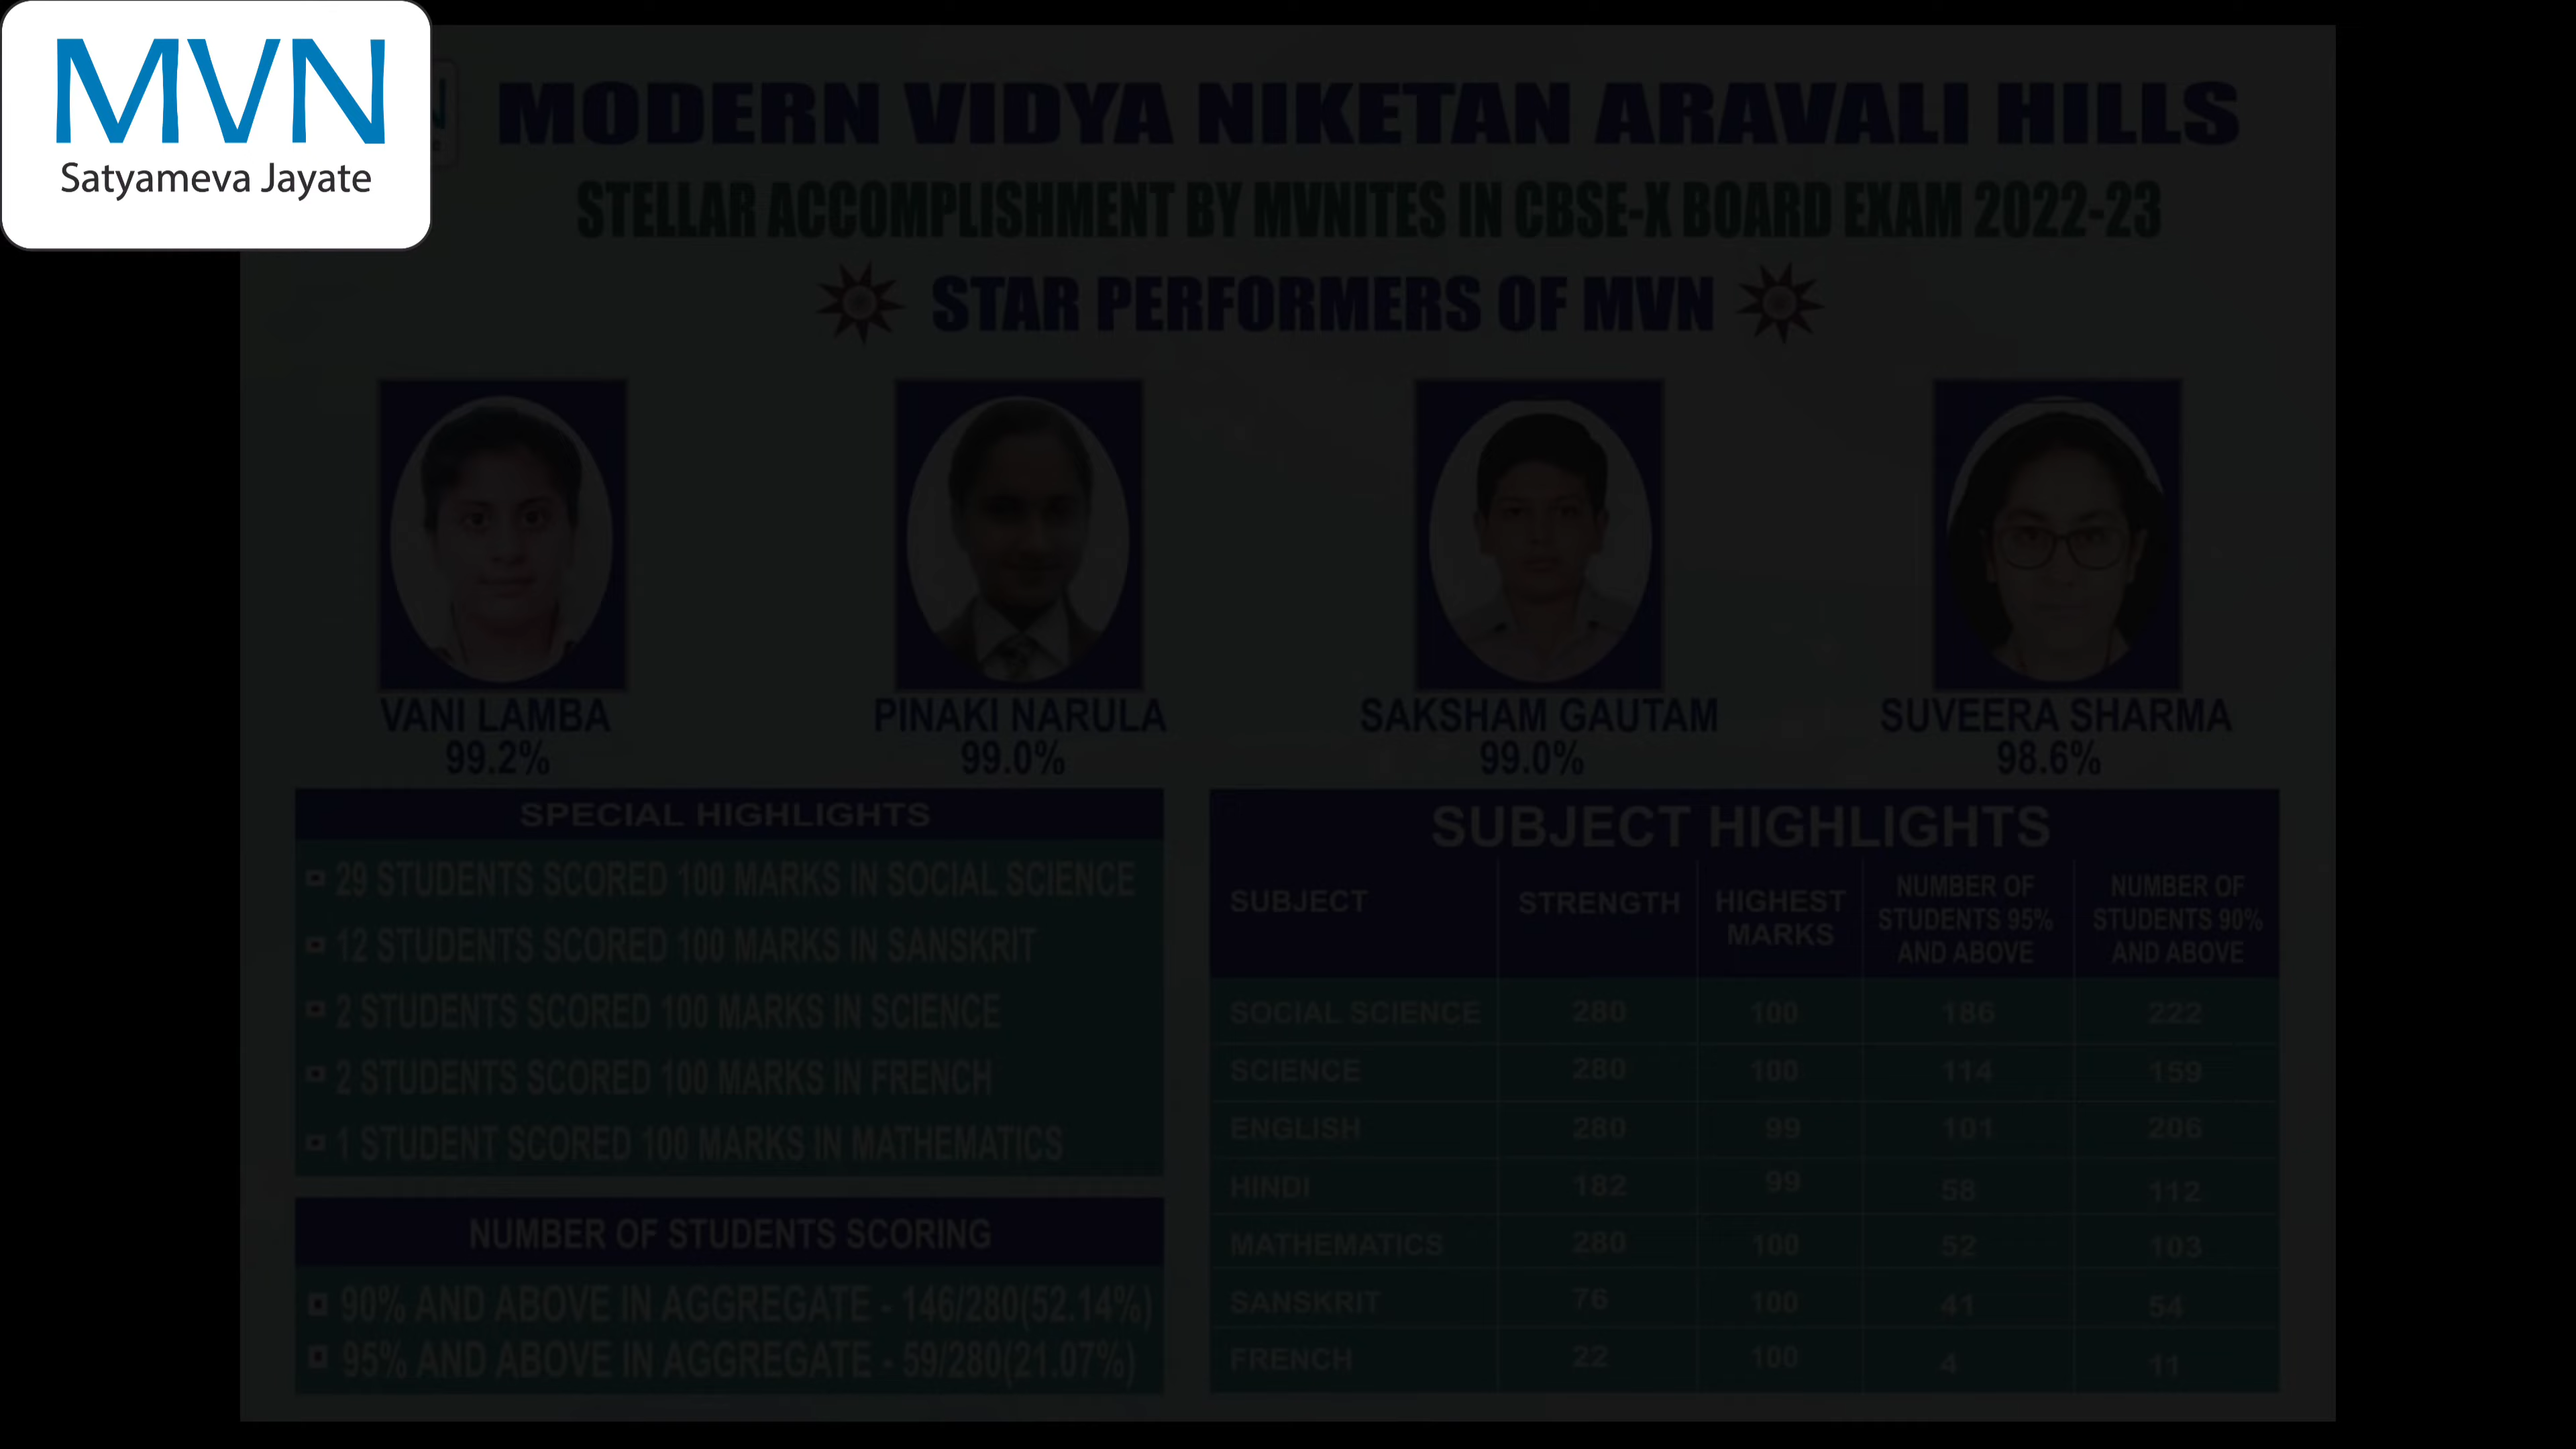 MVN
Satyameva Jayate
MODERN VIDYA NIKETAN ARAVALI HILLS
STELLAR ACCOMPLISHMENT BY MVNITES IN CBSE-X BOARD EXAM 2022-23
STAR PERFORMERS OF MVN
VANI LAMBA
99.2%
PINAKI NARULA
99.0%
SAKSHAM GAUTAM
99.0%
SUVEERA SHARMA
98.6%
SPECIAL HIGHLIGHTS
29 STUDENTS SCORED 100 MARKS IN SOCIAL SCIENCE
12 STUDENTS SCORED 100 MARKS IN SANSKRIT
2 STUDENTS SCORED 100 MARKS IN SCIENCE
2 STUDENTS SCORED 100 MARKS IN FRENCH
1 STUDENT SCORED 100 MARKS IN MATHEMATICS
NUMBER OF STUDENTS SCORING
90% AND ABOVE IN AGGREGATE - 146/280(52.14%)
95% AND ABOVE IN AGGREGATE - 59/280(21.07%)
SUBJECT HIGHLIGHTS
SUBJECT STRENGTH HIGHEST MARKS NUMBER OF STUDENTS 95% AND ABOVE NUMBER OF STUDENTS 90% AND ABOVE
SOCIAL SCIENCE 280 100 186 222
SCIENCE 280 100 114 159
ENGLISH 280 99 101 206
HINDI 182 99 58 112
MATHEMATICS 280 100 52 103
SANSKRIT 76 100 41 54
FRENCH 22 100 4 11